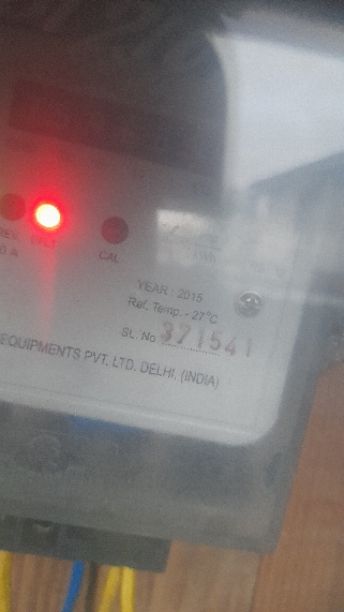 CAL
YEAR : 2015
Ref. Temp. - 27°C
SL. No. 371541
EQUIPMENTS PVT. LTD. DELHI. (INDIA)